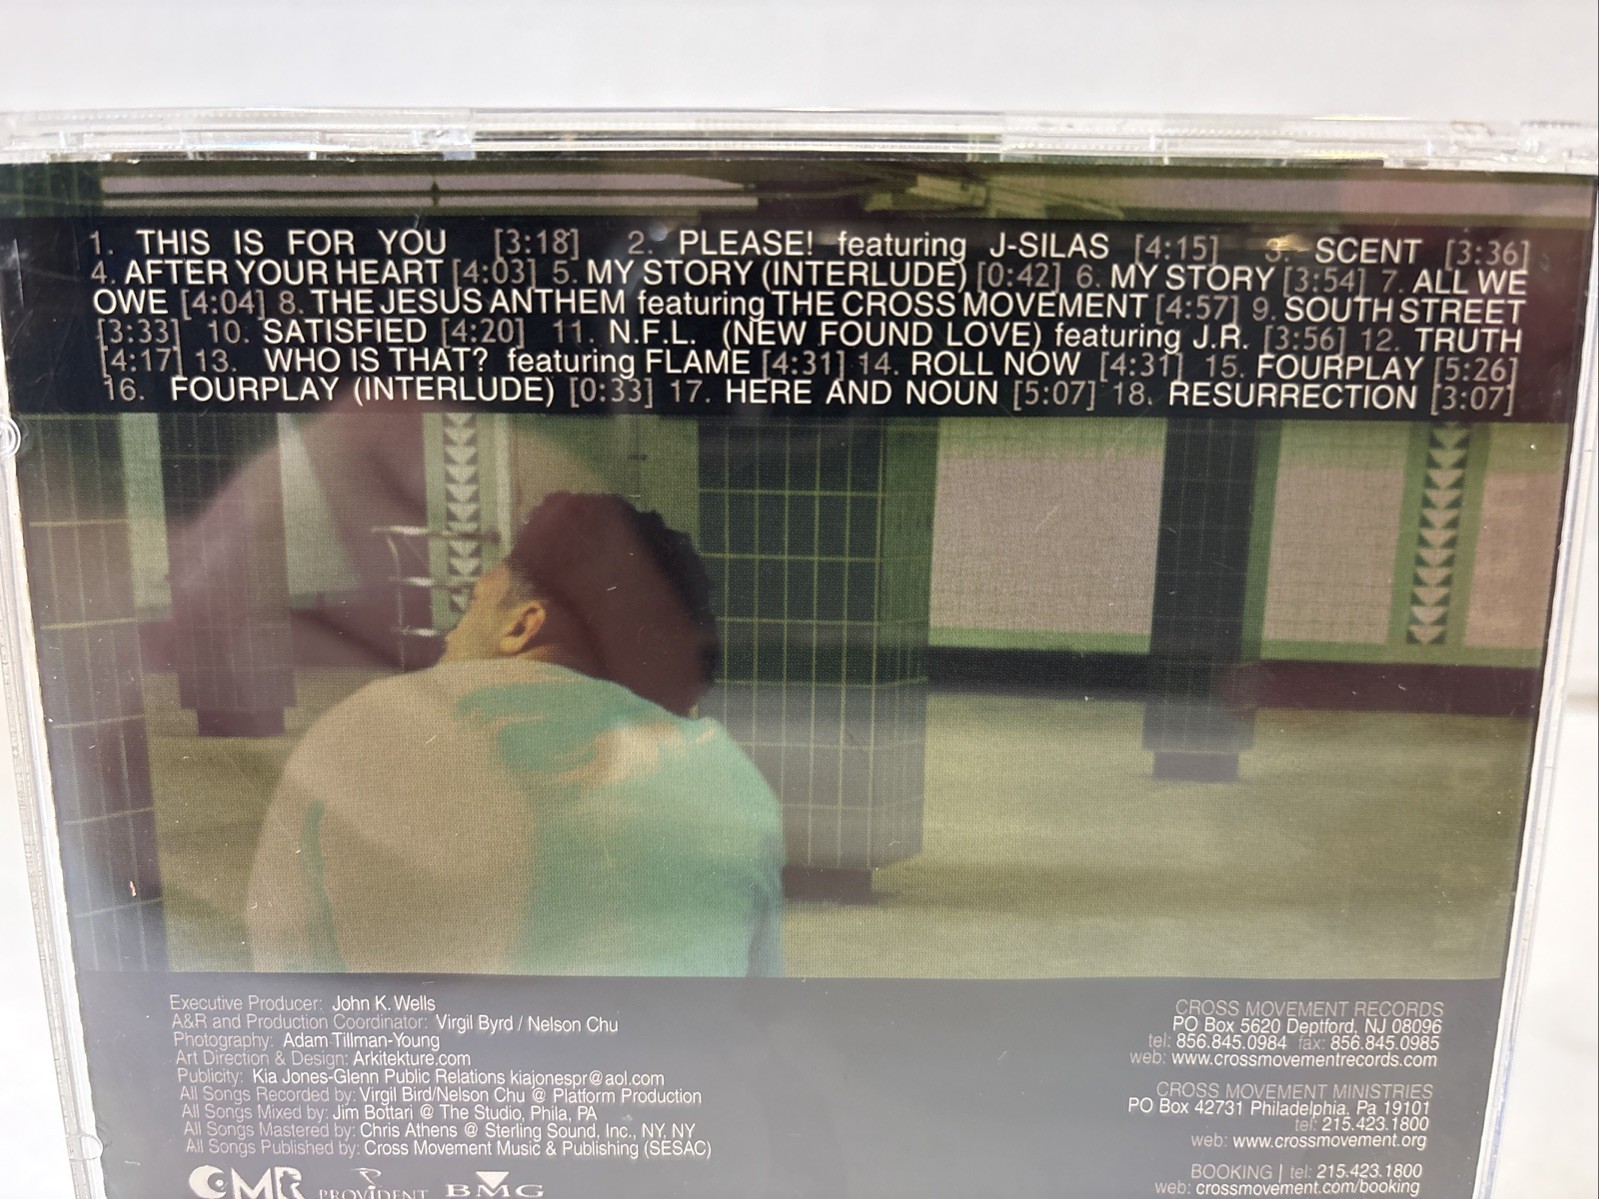 1. THIS IS FOR YOU [3:18] 2. PLEASE! featuring J-SILAS [4:15] 3. SCENT [3:36]
4. AFTER YOUR HEART [4:03] 5. MY STORY (INTERLUDE) [0:42] 6. MY STORY [3:54] 7. ALL WE
OWE [4:04] 8. THE JESUS ANTHEM featuring THE CROSS MOVEMENT [4:57] 9. SOUTH STREET
[3:33] 10. SATISFIED [4:20] 11. N.F.L. (NEW FOUND LOVE) featuring J.R. [3:56] 12. TRUTH
[4:17] 13. WHO IS THAT? featuring FLAME [4:31] 14. ROLL NOW [4:31] 15. FOURPLAY [5:26]
16. FOURPLAY (INTERLUDE) [0:33] 17. HERE AND NOUN [5:07] 18. RESURRECTION [3:07]
Executive Producer: John K. Wells
A&R and Production Coordinator: Virgil Byrd / Nelson Chu
Photography: Adam Tillman-Young
Art Direction & Design: Arkitekture.com
Publicity: Kia Jones-Glenn Public Relations kiajonespr@aol.com
All Songs Recorded by: Virgil Bird/Nelson Chu @ Platform Production
All Songs Mixed by: Jim Bottari @ The Studio, Phila, PA
All Songs Mastered by: Chris Athens @ Sterling Sound, Inc., NY, NY
All Songs Published by: Cross Movement Music & Publishing (SESAC)
CMR PROVIDENT BMG
CROSS MOVEMENT RECORDS
PO Box 5620 Deptford, NJ 08096
tel: 856.845.0984 fax: 856.845.0985
web: www.crossmovementrecords.com
CROSS MOVEMENT MINISTRIES
PO Box 42731 Philadelphia, Pa 19101
tel: 215.423.1800
web: www.crossmovement.org
BOOKING | tel: 215.423.1800
web: crossmovement.com/booking